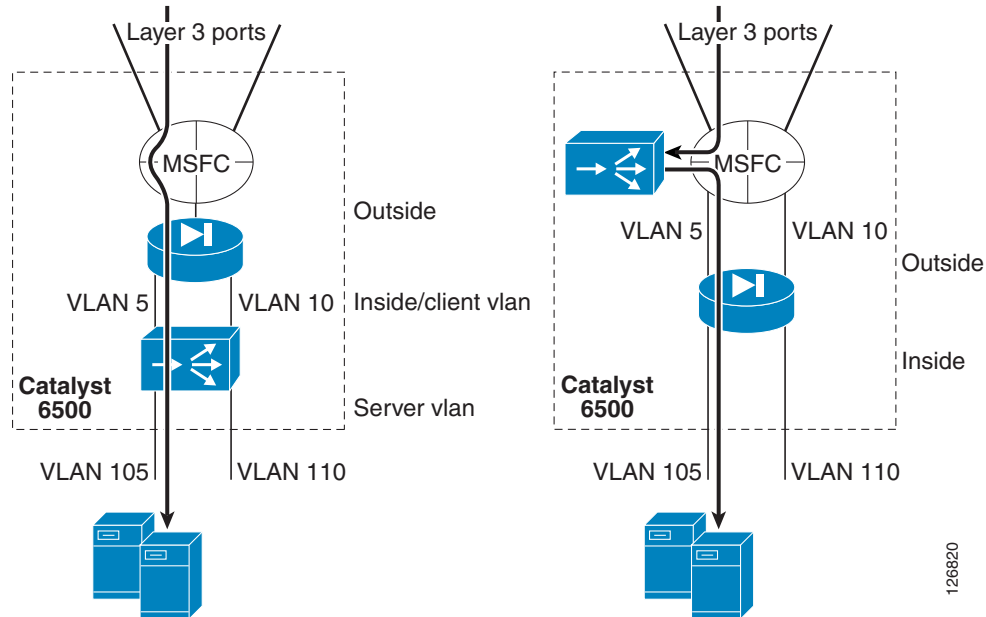 Layer 3 ports
MSFC
Outside
VLAN 5
VLAN 10
Inside/client vlan
Catalyst
6500
Server vlan
VLAN 105
VLAN 110
Layer 3 ports
MSFC
VLAN 5
VLAN 10
Outside
Inside
Catalyst
6500
VLAN 105
VLAN 110
126820